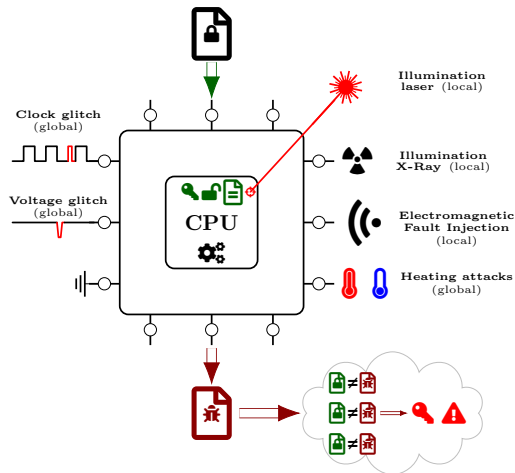 Illumination
laser (local)
Clock glitch
(global)
Illumination
X-Ray (local)
Voltage glitch
(global)
CPU
Electromagnetic
Fault Injection
(local)
Heating attacks
(global)
≠
≠
≠